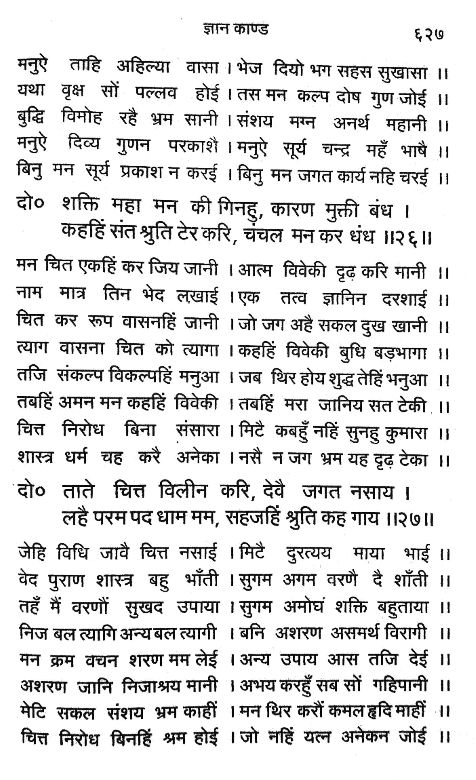 ज्ञान काण्ड ६२७
मनुऐ ताहि अहिल्या वासा । भेज दियो भग सहस सुखासा ॥
यथा वृक्ष सों पल्लव होई । तस मन कल्प दोष गुण जोई ॥
बुद्धि विमोह रहै भ्रम सानी । संशय मग्न अनर्थ महानी ॥
मनुऐ दिव्य गुणन परकाशै । मनुऐ सूर्य चन्द्र महँ भाषै ॥
बिनु मन सूर्य प्रकाश न करई । बिनु मन जगत कार्य नहि चरई ॥
दो० शक्ति महा मन की गिनहु, कारण मुक्ती बंध ।
कहहिं संत श्रुति टेर करि, चंचल मन कर धंध ॥२६॥
मन चित एकहिं कर जिय जानी । आत्म विवेकी दृढ़ करि मानी ॥
नाम मात्र तिन भेद लखाई । एक तत्व ज्ञानिन दरशाई ॥
चित कर रूप वासनहिं जानी । जो जग अहै सकल दुख खानी ॥
त्याग वासना चित को त्यागा । कहहिं विवेकी बुधि बड़भागा ॥
तजि संकल्प विकल्पहिं मनुआ । जब थिर होय शुद्ध तेहिं भनुआ ॥
तबहिं अमन मन कहहिं विवेकी । तबहिं मरा जानिय सत टेकी ॥
चित्त निरोध बिना संसारा । मिटै कबहुँ नहिं सुनहु कुमारा ॥
शास्त्र धर्म चह करै अनेका । नसै न जग भ्रम यह दृढ़ टेका ॥
दो० ताते चित्त विलीन करि, देवै जगत नसाय ।
लहै परम पद धाम मम, सहजहिं श्रुति कह गाय ॥२७॥
जेहि विधि जावै चित्त नसाई । मिटै दुरत्यय माया भाई ॥
वेद पुराण शास्त्र बहु भाँती । सुगम अगम वरणै दै शाँती ॥
तहँ मैं वरणौं सुखद उपाया । सुगम अमोघं शक्ति बहुताया ॥
निज बल त्यागि अन्य बल त्यागी । बनि अशरण असमर्थ विरागी ॥
मन क्रम वचन शरण मम लेई । अन्य उपाय आस तजि देई ॥
अशरण जानि निजाश्रय मानी । अभय करहुँ सब सों गहिपानी ॥
मेटि सकल संशय भ्रम काहीं । मन थिर करौं कमल हृदि माहीं ॥
चित्त निरोध बिनहिं श्रम होई । जो नहिं यत्न अनेकन जोई ॥